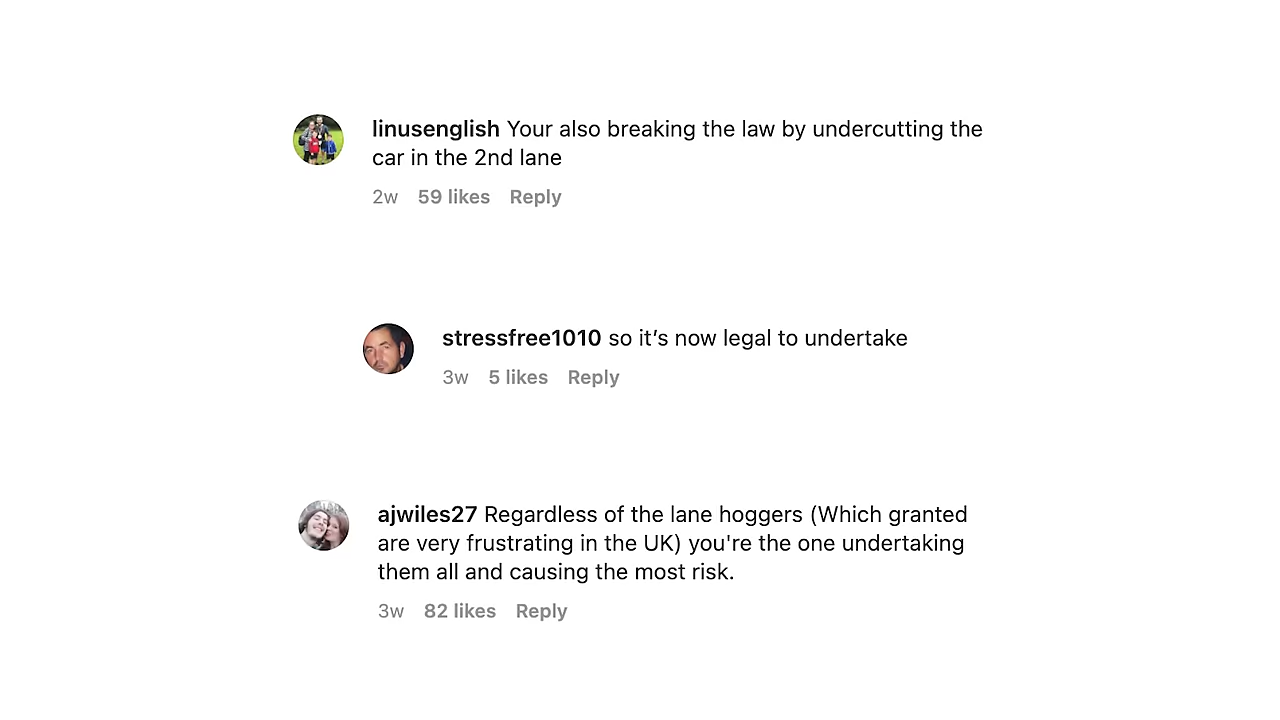 linusenglish Your also breaking the law by undercutting the
car in the 2nd lane
2w 59 likes Reply
stressfree1010 so it’s now legal to undertake
3w 5 likes Reply
ajwiles27 Regardless of the lane hoggers (Which granted
are very frustrating in the UK) you're the one undertaking
them all and causing the most risk.
3w 82 likes Reply